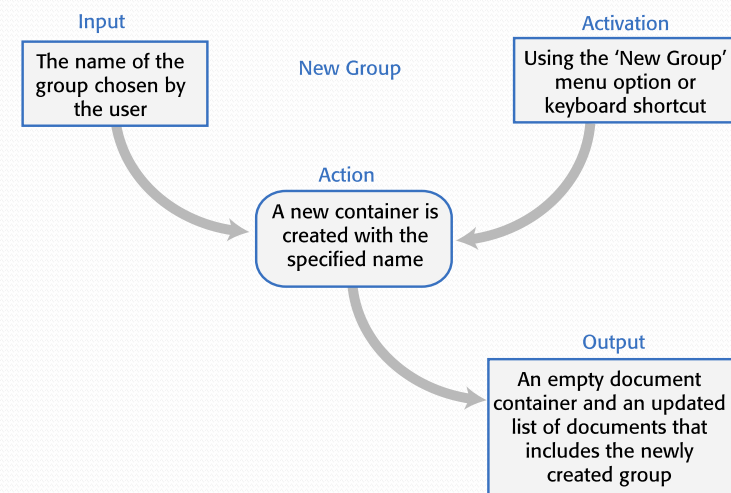 Input
The name of the
group chosen by
the user
New Group
Activation
Using the ‘New Group’
menu option or
keyboard shortcut
Action
A new container is
created with the
specified name
Output
An empty document
container and an updated
list of documents that
includes the newly
created group